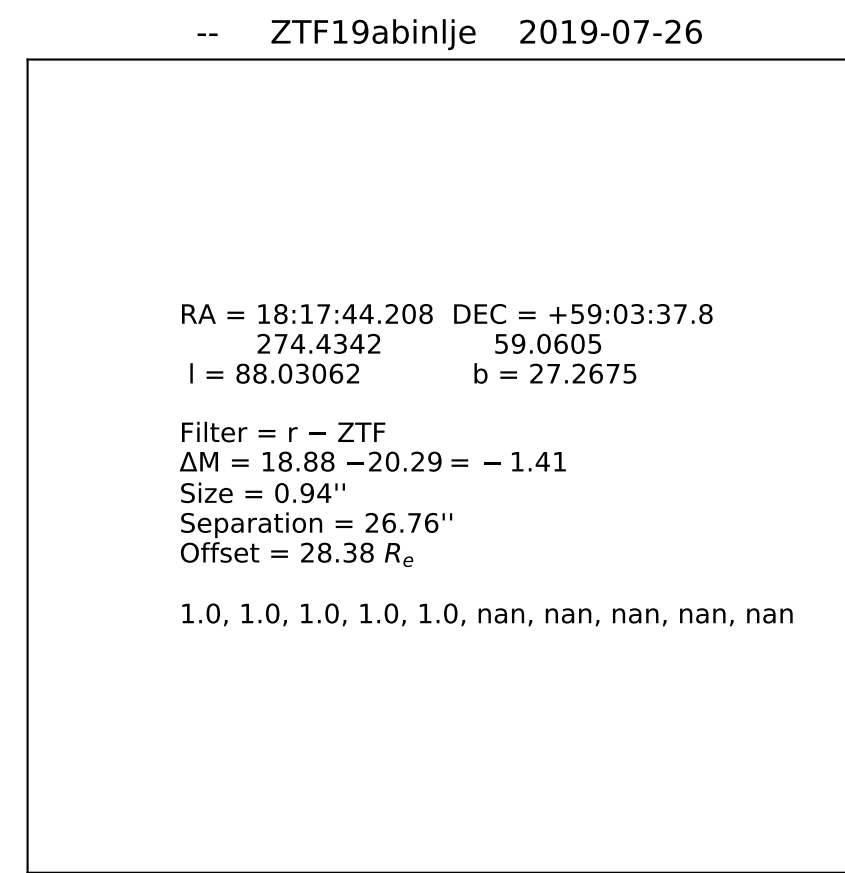 -- ZTF19abinlje 2019-07-26
RA = 18:17:44.208 DEC = +59:03:37.8
274.4342 59.0605
l = 88.03062 b = 27.2675
Filter = r − ZTF
ΔM = 18.88 −20.29 = − 1.41
Size = 0.94''
Separation = 26.76''
Offset = 28.38 Re
1.0, 1.0, 1.0, 1.0, 1.0, nan, nan, nan, nan, nan